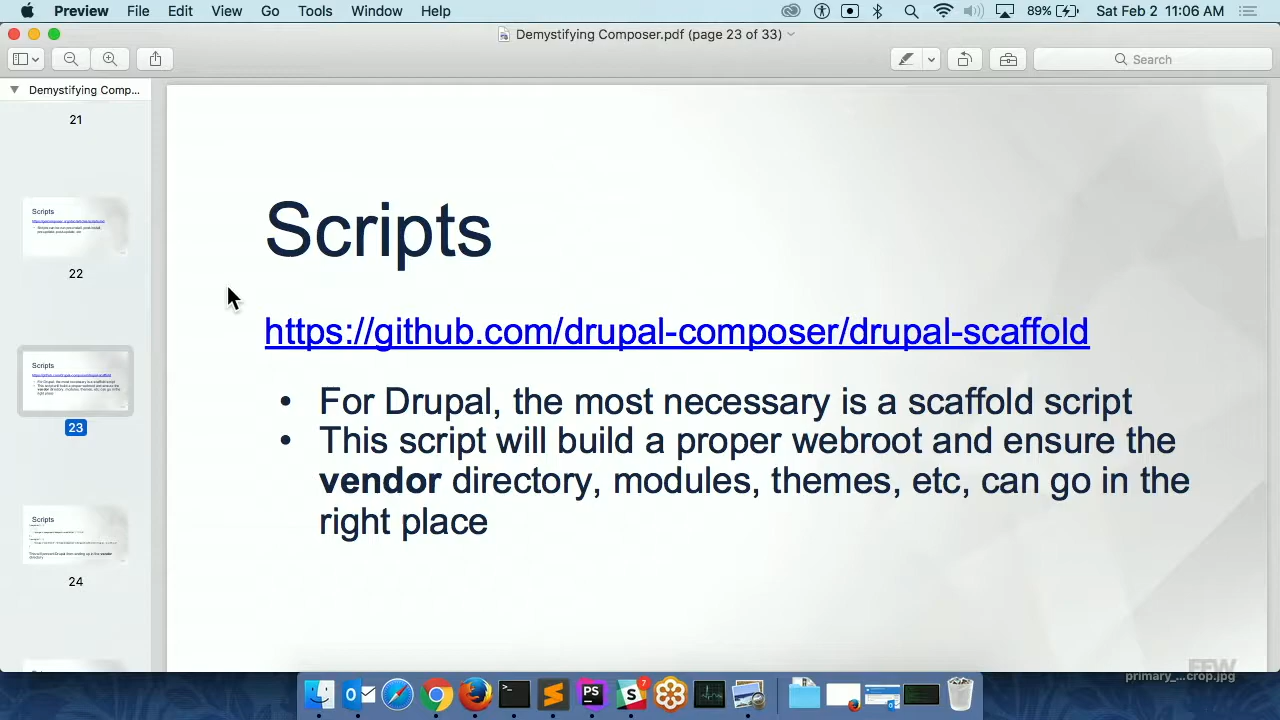 Preview File Edit View Go Tools Window Help 89% Sat Feb 2 11:06 AM
Demystifying Composer.pdf (page 23 of 33)
Search
Demystifying Comp...
21
Scripts
22
Scripts
23
Scripts
24
Scripts
https://github.com/drupal-composer/drupal-scaffold
• For Drupal, the most necessary is a scaffold script
• This script will build a proper webroot and ensure the
vendor directory, modules, themes, etc, can go in the
right place
FFW
primary_...crop.jpg
PS
S
7